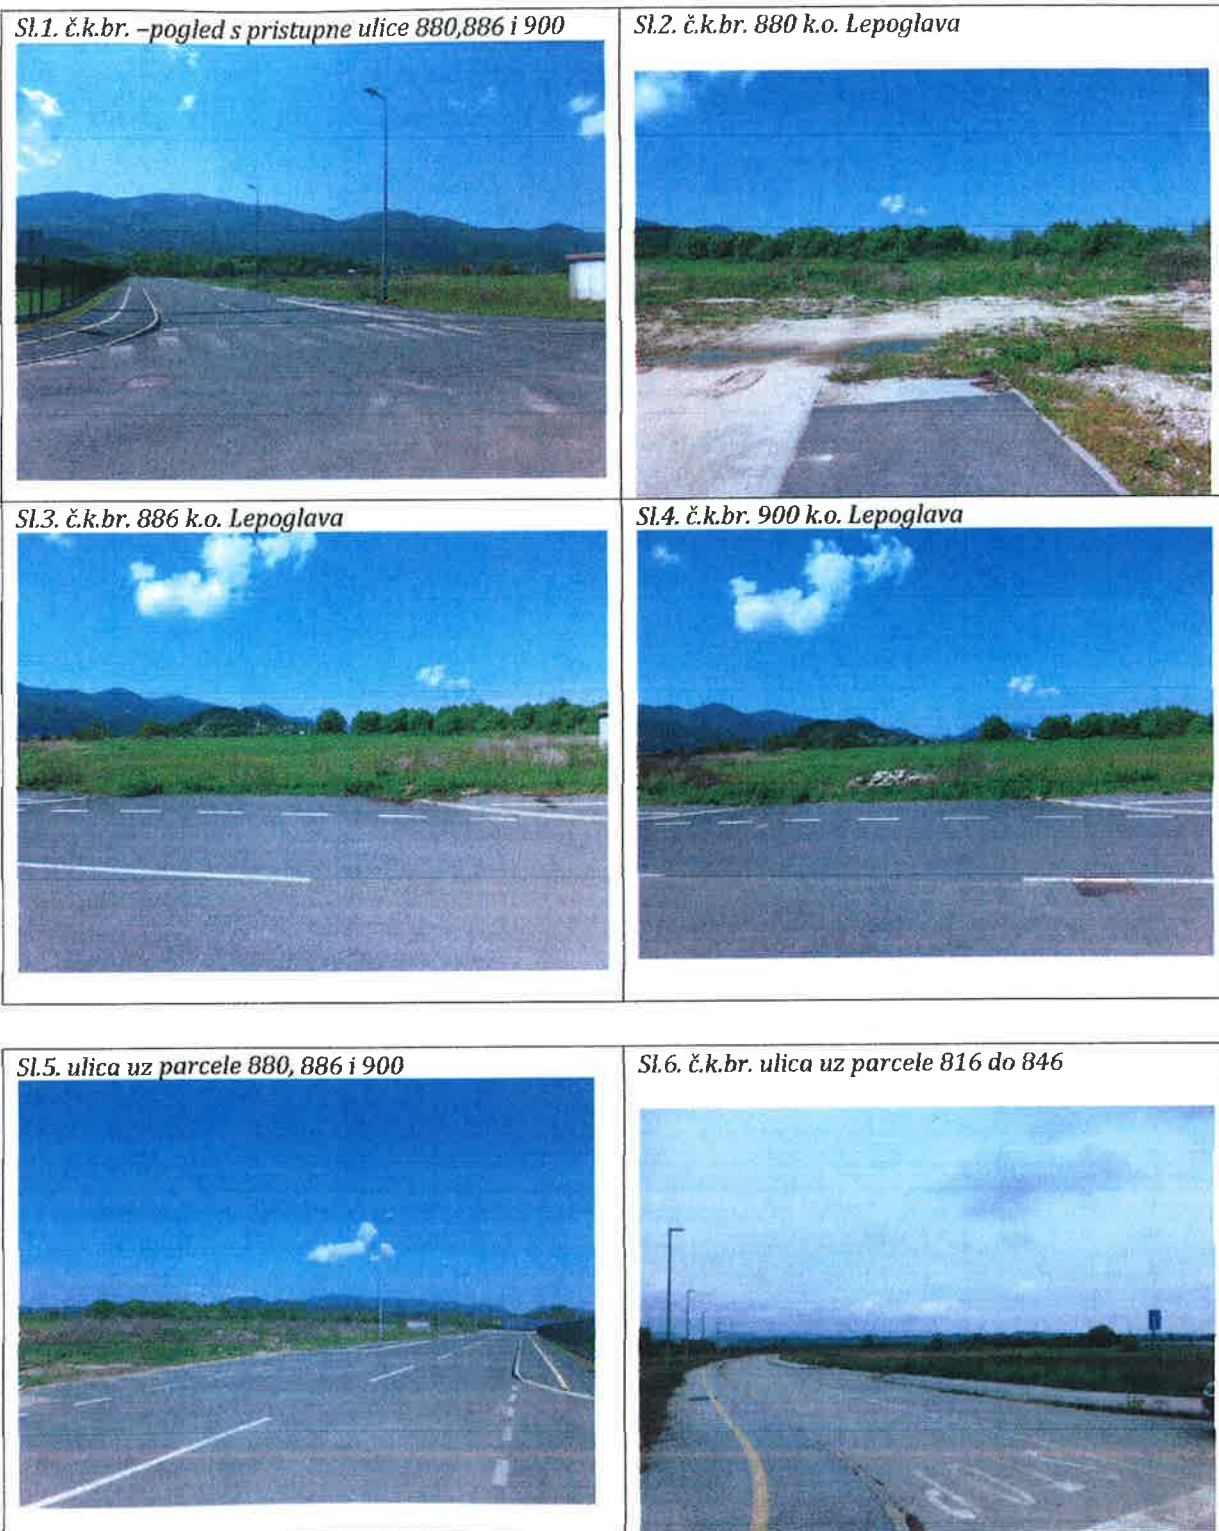 Sl.1. č.k.br. –pogled s pristupne ulice 880,886 i 900
Sl.2. č.k.br. 880 k.o. Lepoglava
Sl.3. č.k.br. 886 k.o. Lepoglava
Sl.4. č.k.br. 900 k.o. Lepoglava
Sl.5. ulica uz parcele 880, 886 i 900
Sl.6. č.k.br. ulica uz parcele 816 do 846